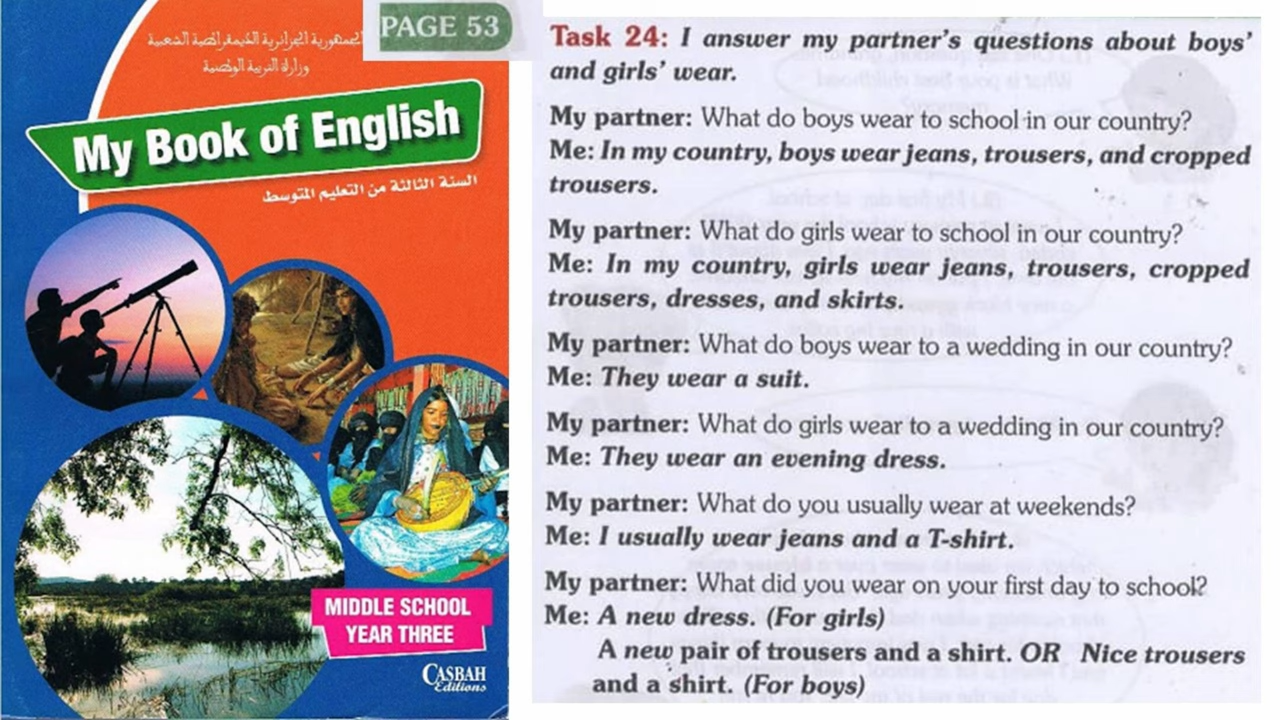 الجمهورية الجزائرية الديمقراطية الشعبية
وزارة التربية الوطنية
PAGE 53
My Book of English
السنة الثالثة من التعليم المتوسط
MIDDLE SCHOOL
YEAR THREE
CASBAH
Editions
Task 24: I answer my partner's questions about boys'
and girls' wear.
My partner: What do boys wear to school in our country?
Me: In my country, boys wear jeans, trousers, and cropped
trousers.
My partner: What do girls wear to school in our country?
Me: In my country, girls wear jeans, trousers, cropped
trousers, dresses, and skirts.
My partner: What do boys wear to a wedding in our country?
Me: They wear a suit.
My partner: What do girls wear to a wedding in our country?
Me: They wear an evening dress.
My partner: What do you usually wear at weekends?
Me: I usually wear jeans and a T-shirt.
My partner: What did you wear on your first day to school?
Me: A new dress. (For girls)
A new pair of trousers and a shirt. OR Nice trousers
and a shirt. (For boys)